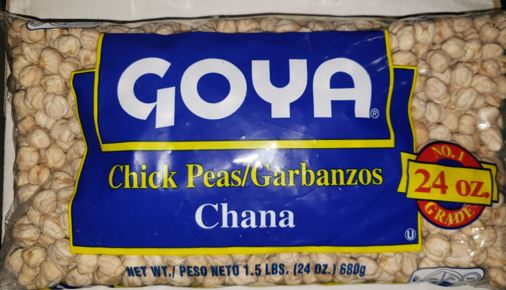 GOYA®
Chick Peas/Garbanzos
Chana
NO.1
24 oz.
GRADE
U
NET WT./ PESO NETO 1.5 LBS. (24 OZ.) 680g